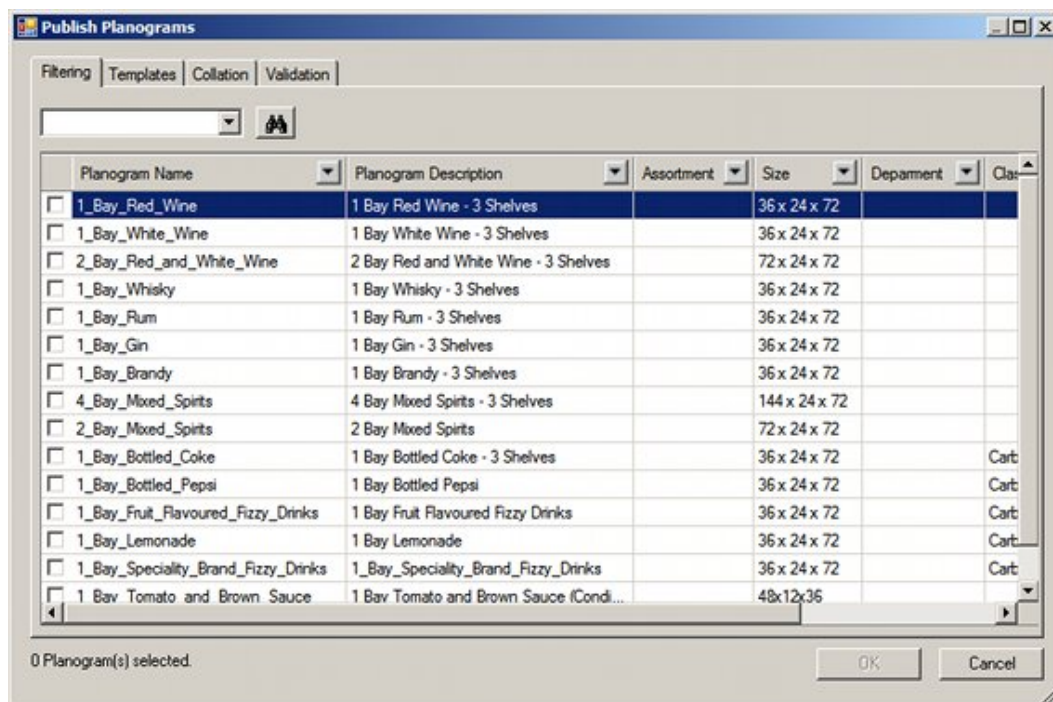 Publish Planograms
Filtering Templates Collation Validation
Planogram Name Planogram Description Assortment Size Deparment Clas
1_Bay_Red_Wine 1 Bay Red Wine - 3 Shelves 36 x 24 x 72
1_Bay_White_Wine 1 Bay White Wine - 3 Shelves 36 x 24 x 72
2_Bay_Red_and_White_Wine 2 Bay Red and White Wine - 3 Shelves 72 x 24 x 72
1_Bay_Whisky 1 Bay Whisky - 3 Shelves 36 x 24 x 72
1_Bay_Rum 1 Bay Rum - 3 Shelves 36 x 24 x 72
1_Bay_Gin 1 Bay Gin - 3 Shelves 36 x 24 x 72
1_Bay_Brandy 1 Bay Brandy - 3 Shelves 36 x 24 x 72
4_Bay_Mixed_Spirits 4 Bay Mixed Spirits - 3 Shelves 144 x 24 x 72
2_Bay_Mixed_Spirits 2 Bay Mixed Spirits 72 x 24 x 72
1_Bay_Bottled_Coke 1 Bay Bottled Coke - 3 Shelves 36 x 24 x 72 Carb
1_Bay_Bottled_Pepsi 1 Bay Bottled Pepsi 36 x 24 x 72 Carb
1_Bay_Fruit_Flavoured_Fizzy_Drinks 1 Bay Fruit Flavoured Fizzy Drinks 36 x 24 x 72 Carb
1_Bay_Lemonade 1 Bay Lemonade 36 x 24 x 72 Carb
1_Bay_Speciality_Brand_Fizzy_Drinks 1_Bay_Speciality_Brand_Fizzy_Drinks 36 x 24 x 72 Carb
1_Bay_Tomato_and_Brown_Sauce 1 Bay Tomato and Brown Sauce (Condi... 48x12x36
0 Planogram(s) selected. OK Cancel